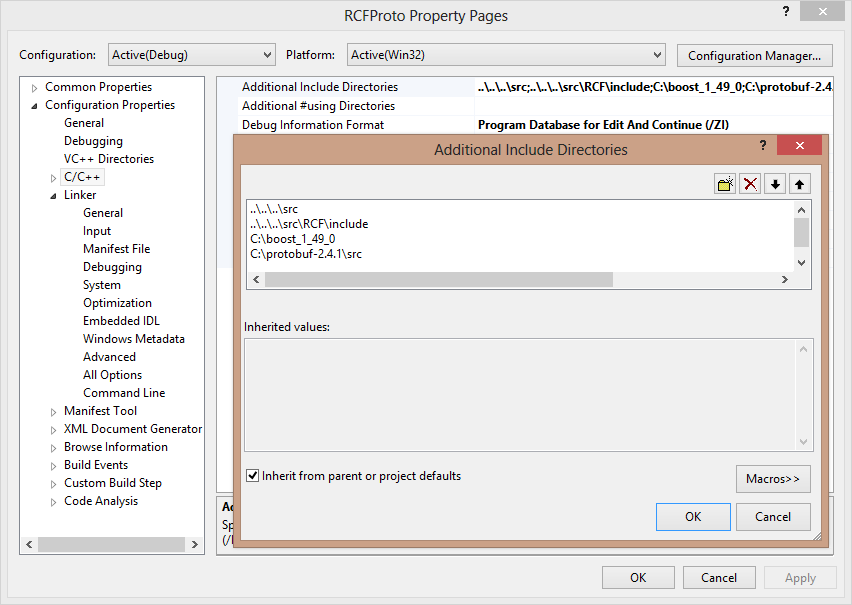 RCFProto Property Pages
?
Configuration: Active(Debug) Platform: Active(Win32) Configuration Manager...
Common Properties
Configuration Properties
General
Debugging
VC++ Directories
C/C++
Linker
General
Input
Manifest File
Debugging
System
Optimization
Embedded IDL
Windows Metadata
Advanced
All Options
Command Line
Manifest Tool
XML Document Generator
Browse Information
Build Events
Custom Build Step
Code Analysis
Additional Include Directories ..\..\..\src;..\..\..\src\RCF\include;C:\boost_1_49_0;C:\protobuf-2.4.
Additional #using Directories
Debug Information Format Program Database for Edit And Continue (/ZI)
Additional Include Directories
?
..\..\..\src
..\..\..\src\RCF\include
C:\boost_1_49_0
C:\protobuf-2.4.1\src
Inherited values:
Inherit from parent or project defaults
Macros>>
OK Cancel
OK Cancel Apply